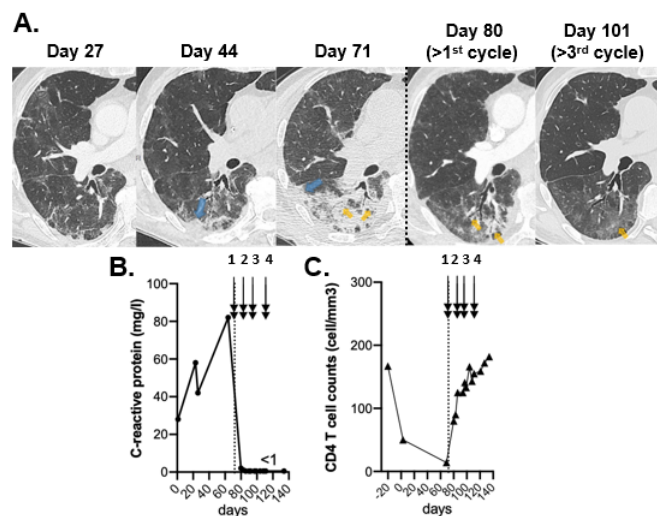 A.
Day 27
Day 44
Day 71
Day 80
(>1st cycle)
Day 101
(>3rd cycle)
B.
1 2 3 4
C-reactive protein (mg/l)
100
80
60
40
20
0
<1
0 20 40 60 80 100 120 140
days
C.
1 2 3 4
CD4 T cell counts (cell/mm3)
300
200
100
0
-20 0 20 40 60 80 100 120 140
days